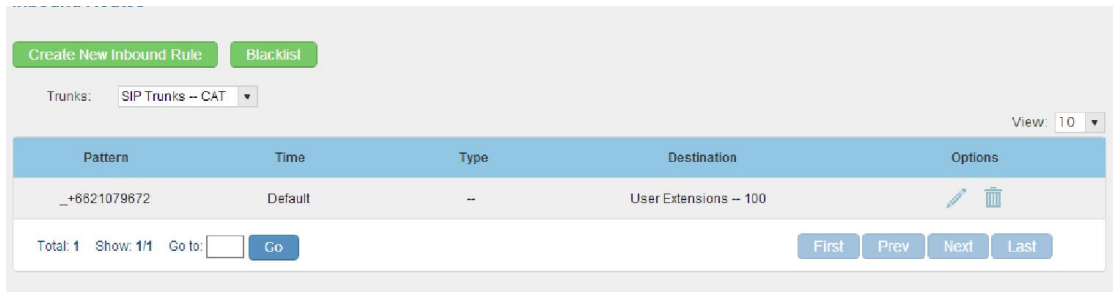 Create New Inbound Rule Blacklist
Trunks: SIP Trunks -- CAT
View: 10
Pattern Time Type Destination Options
_+6621079672 Default -- User Extensions -- 100
Total: 1 Show: 1/1 Go to: Go First Prev Next Last